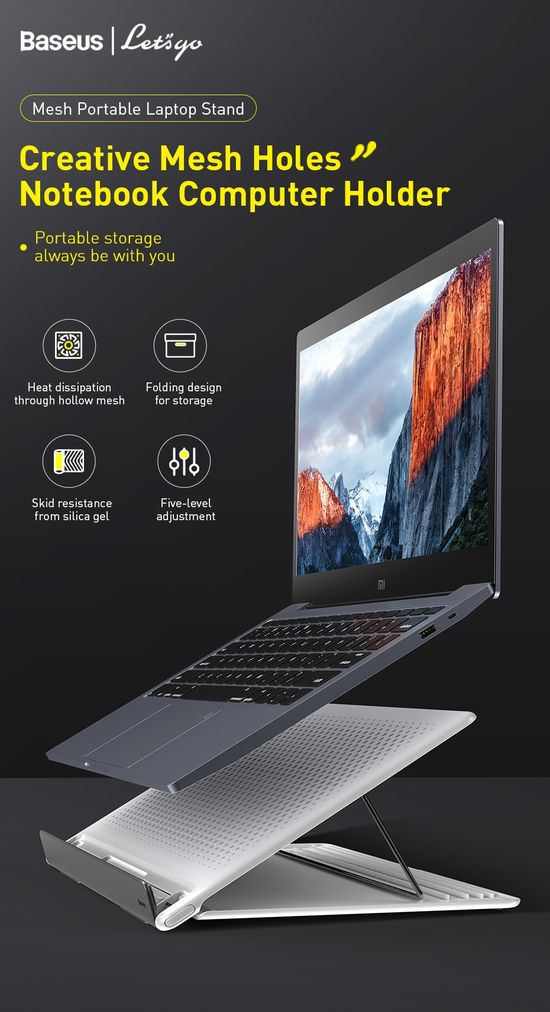 Baseus | Let's go
Mesh Portable Laptop Stand
Creative Mesh Holes
Notebook Computer Holder
Portable storage
always be with you
Heat dissipation
through hollow mesh
Folding design
for storage
Skid resistance
from silica gel
Five-level
adjustment
mi